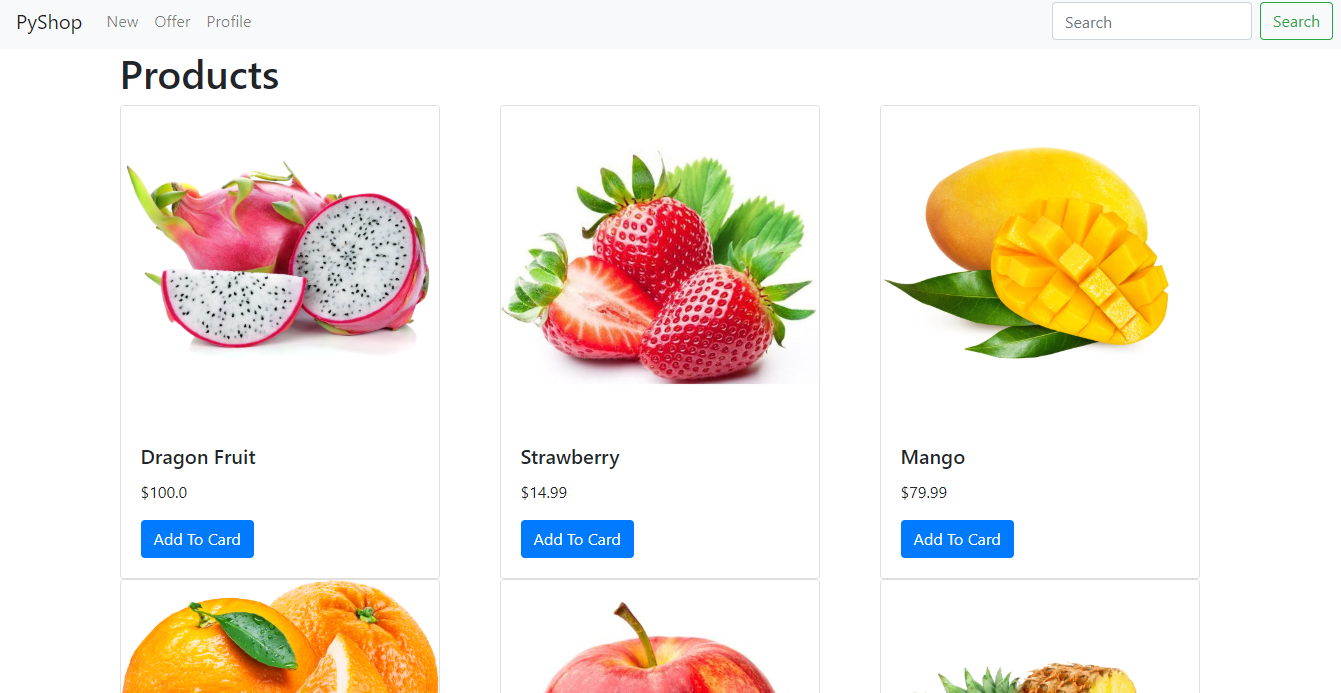 PyShop New Offer Profile Search Search
Products
Dragon Fruit
$100.0
Add To Card
Strawberry
$14.99
Add To Card
Mango
$79.99
Add To Card